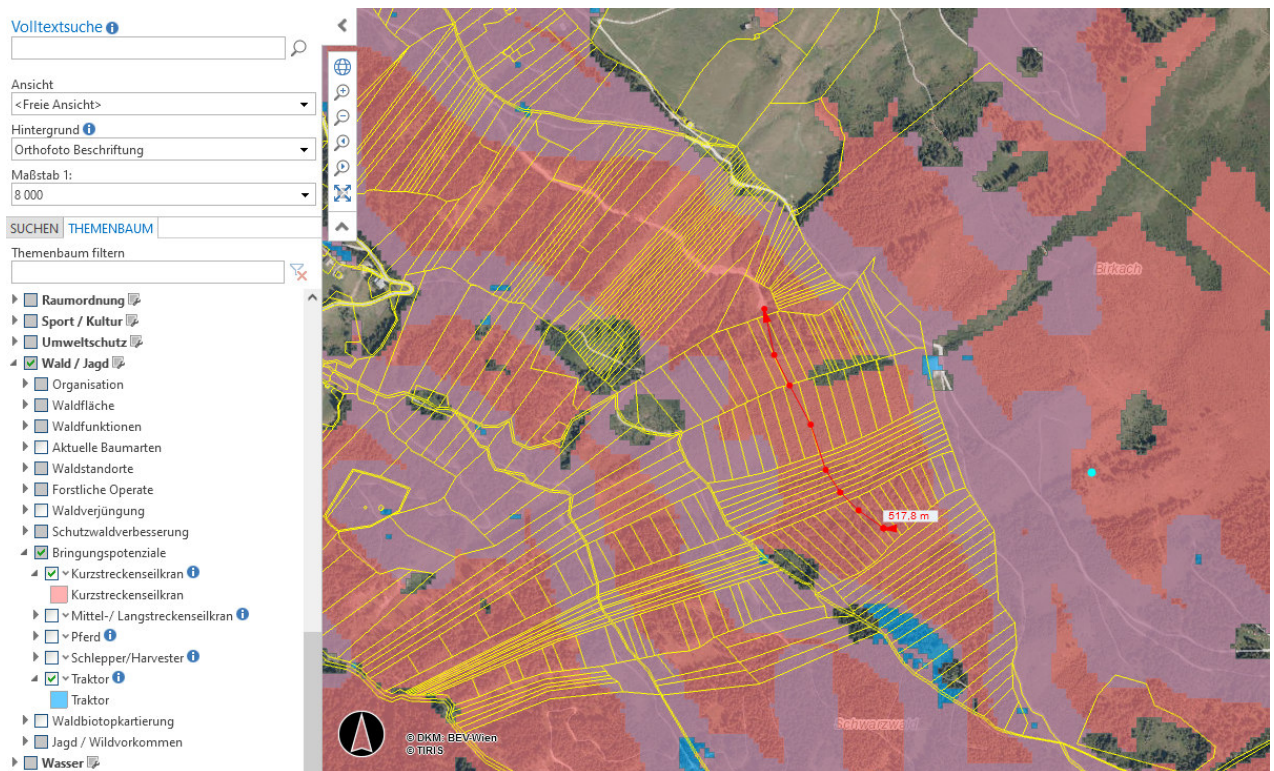 Volltextsuche
Ansicht
<Freie Ansicht>
Hintergrund
Orthofoto Beschriftung
Maßstab 1:
8 000
SUCHEN THEMENBAUM
Themenbaum filtern
Raumordnung
Sport / Kultur
Umweltschutz
Wald / Jagd
Organisation
Waldfläche
Waldfunktionen
Aktuelle Baumarten
Waldstandorte
Forstliche Operate
Waldverjüngung
Schutzwaldverbesserung
Bringungspotenziale
Kurzstreckenseilkran
Kurzstreckenseilkran
Mittel-/ Langstreckenseilkran
Pferd
Schlepper/Harvester
Traktor
Traktor
Waldbiotopkartierung
Jagd / Wildvorkommen
Wasser
Birkach
517,8 m
Schwarzwald
© DKM: BEV-Wien
© TIRIS